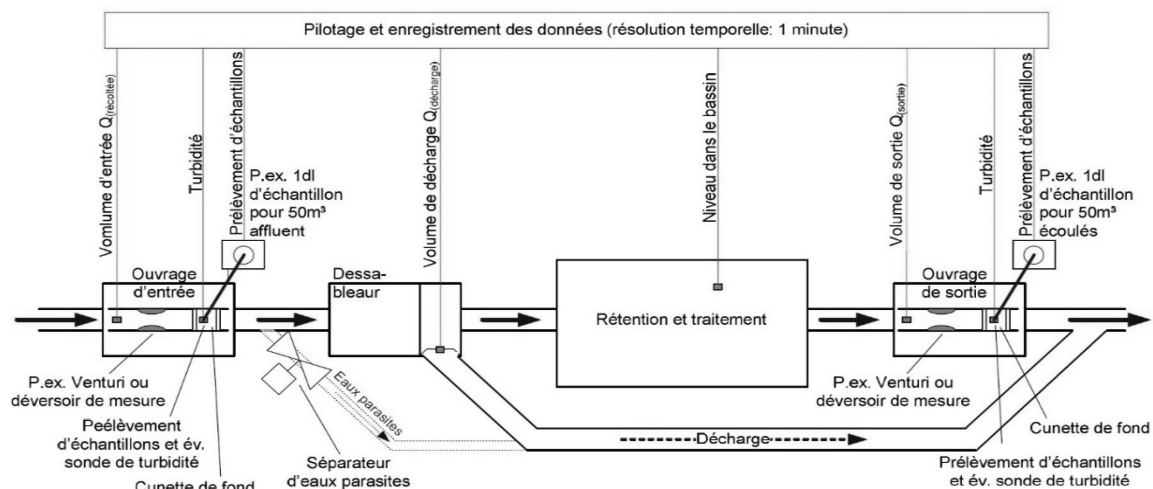 Pilotage et enregistrement des données (résolution temporelle: 1 minute)
Vomlume d'entrée Q(récoltée)
Turbidité
Prélèvement d'échantillons
P.ex. 1dl
d'échantillon
pour 50m³
affluent
Volume de décharge Q(décharge)
Niveau dans le bassin
Volume de sortie Q(sortie)
Turbidité
Prélèvement d'échantillons
P.ex. 1dl
d'échantillon
pour 50m³
écoulés
Ouvrage
d'entrée
Dessa-
bleaur
Rétention et traitement
Ouvrage
de sortie
P.ex. Venturi ou
déversoir de mesure
Peélèvement
d'échantillons et év.
sonde de turbidité
Cunette de fond
Eaux parasites
Séparateur
d'eaux parasites
Décharge
P.ex. Venturi ou
déversoir de mesure
Cunette de fond
Prélèvement d'échantillons
et év. sonde de turbidité